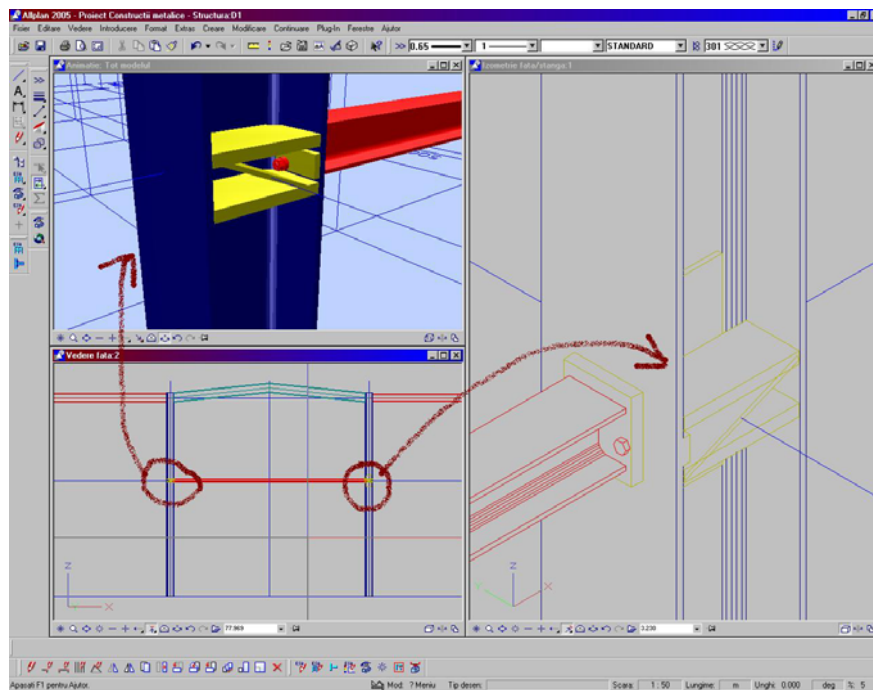 Allplan 2005 - Proiect Constructii metalice - Structura:D1
Fisier Editare Vedere Introducere Format Extras Creare Modificare Continuare Plug-In Ferestre Ajutor
0.65 1 STANDARD 301
Animatie: Tot modelul
Izometrie fata/stanga:1
Vedere fata:2
Z
X
77.969
Z
Y
X
3.230
Apasati F1 pentru Ajutor. Mod: ? Meniu Tip desen: Scara: 1 : 50 Lungime: m Unghi: 0.000 deg %: 5